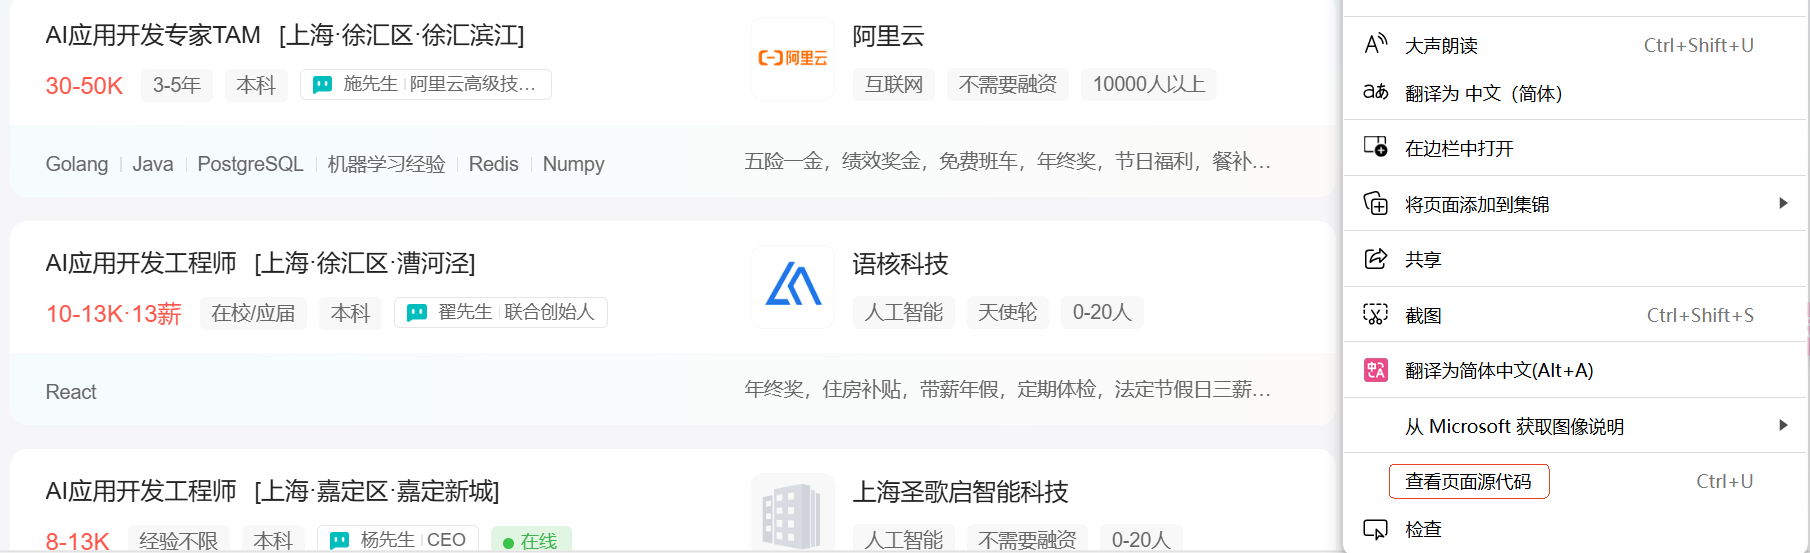 AI应用开发专家TAM [上海·徐汇区·徐汇滨江]
30-50K 3-5年 本科 施先生 阿里云高级技...
阿里云
阿里云
互联网 不需要融资 10000人以上
Golang Java PostgreSQL 机器学习经验 Redis Numpy
五险一金，绩效奖金，免费班车，年终奖，节日福利，餐补...
AI应用开发工程师 [上海·徐汇区·漕河泾]
10-13K·13薪 在校/应届 本科 翟先生 联合创始人
语核科技
人工智能 天使轮 0-20人
React
年终奖，住房补贴，带薪年假，定期体检，法定节假日三薪...
AI应用开发工程师 [上海·嘉定区·嘉定新城]
8-13K 经验不限 本科 杨先生 CEO 在线
上海圣歌启智能科技
人工智能 不需要融资 0-20人
大声朗读 Ctrl+Shift+U
翻译为 中文（简体）
在边栏中打开
将页面添加到集锦
共享
截图 Ctrl+Shift+S
翻译为简体中文(Alt+A)
从 Microsoft 获取图像说明
查看页面源代码 Ctrl+U
检查